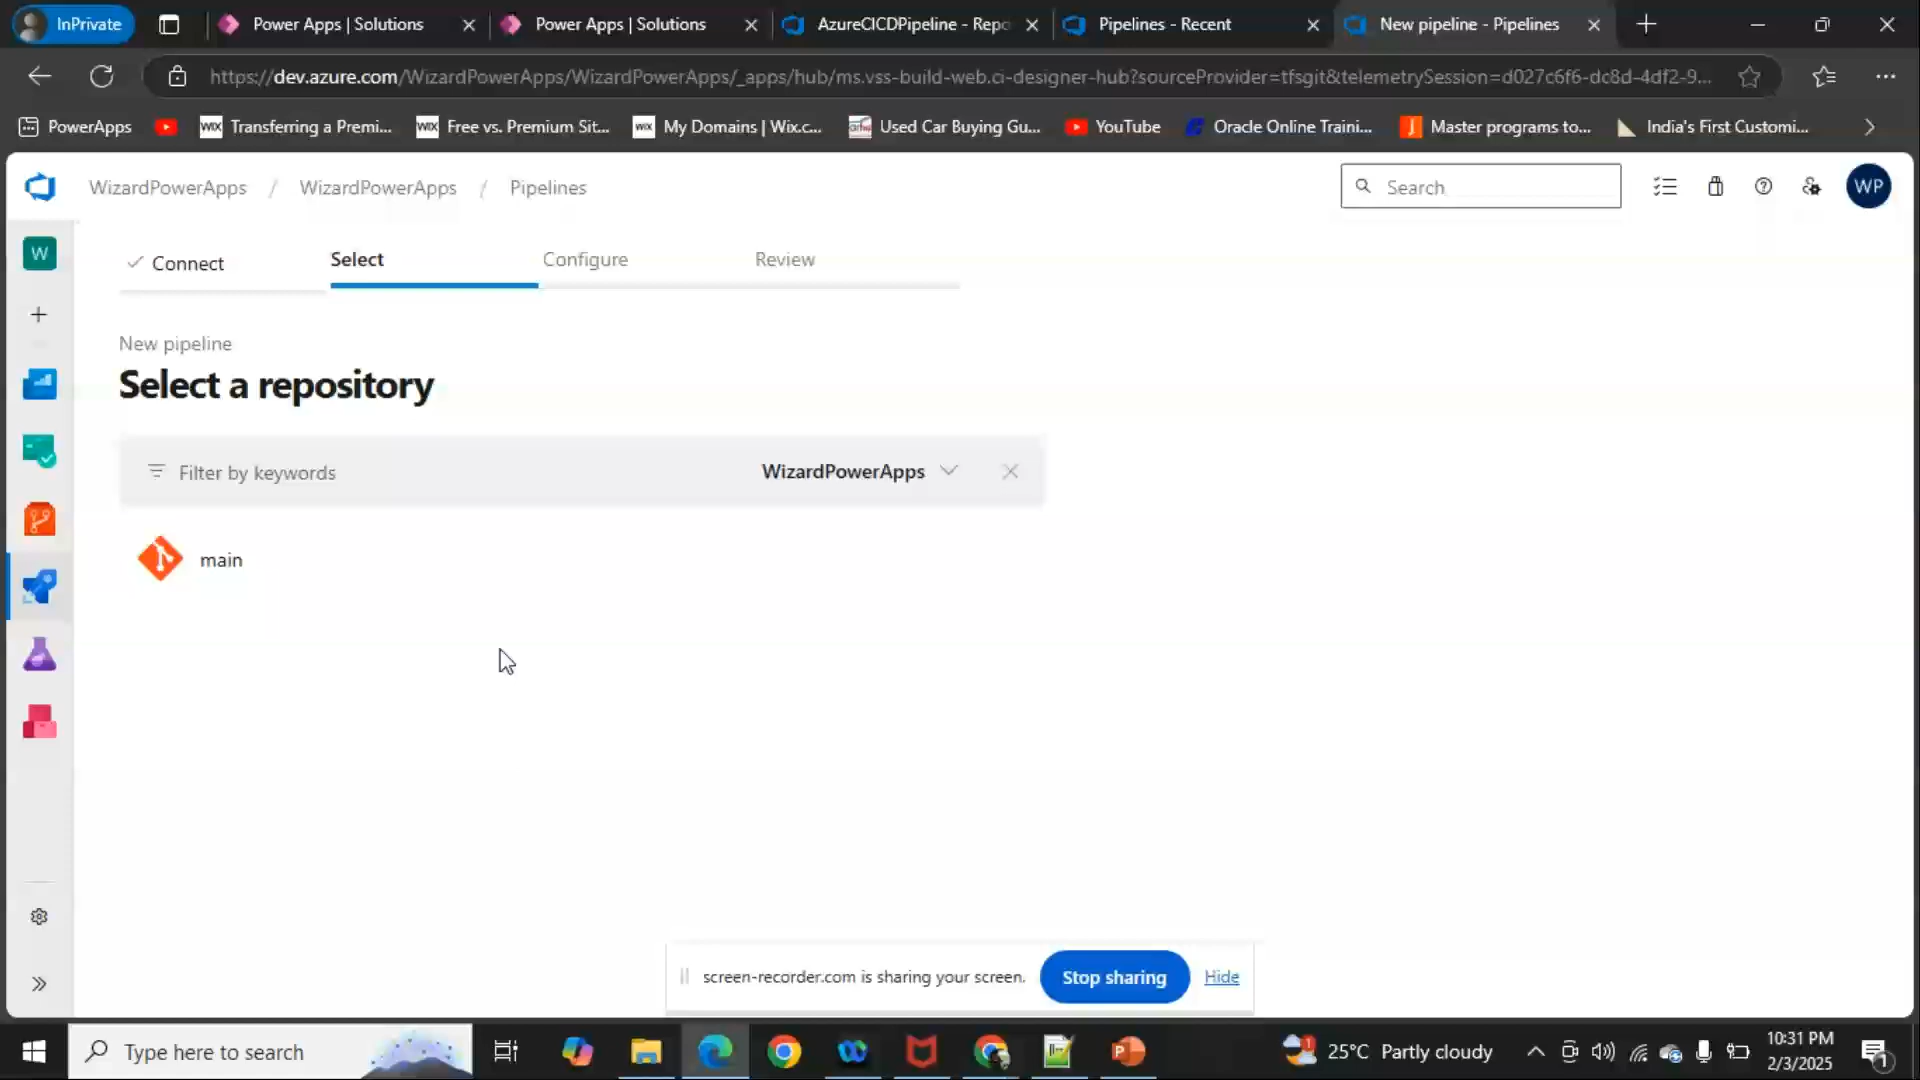 InPrivate
Power Apps | Solutions
Power Apps | Solutions
AzureCICDPipeline - Repo
Pipelines - Recent
New pipeline - Pipelines
https://dev.azure.com/WizardPowerApps/WizardPowerApps/_apps/hub/ms.vss-build-web.ci-designer-hub?sourceProvider=tfsgit&telemetrySession=d027c6f6-dc8d-4df2-9...
PowerApps
WIX Transferring a Premi...
WIX Free vs. Premium Sit...
WIX My Domains | Wix.c...
Used Car Buying Gu...
YouTube
Oracle Online Traini...
Master programs to...
India's First Customi...
WizardPowerApps / WizardPowerApps / Pipelines
Search
WP
W
Connect
Select
Configure
Review
New pipeline
Select a repository
Filter by keywords
WizardPowerApps
main
screen-recorder.com is sharing your screen.
Stop sharing
Hide
Type here to search
25°C Partly cloudy
10:31 PM
2/3/2025
1